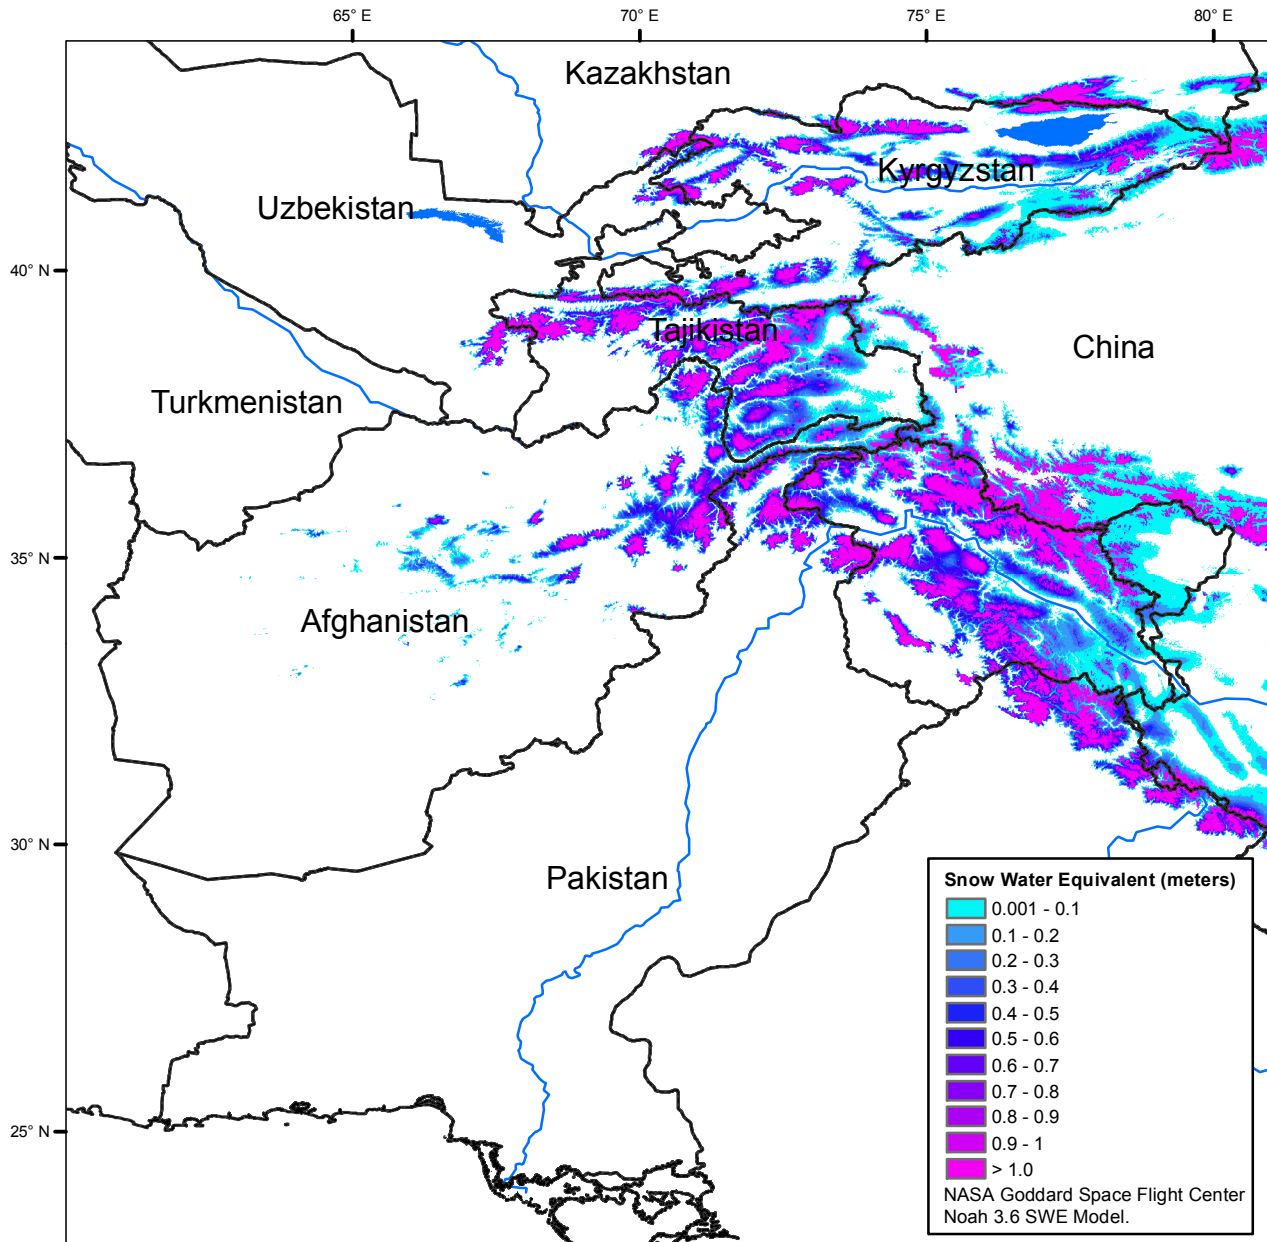 65° E
70° E
75° E
80° E
Kazakhstan
Kyrgyzstan
Uzbekistan
40° N
Tajikistan
China
Turkmenistan
35° N
Afghanistan
30° N
Pakistan
25° N
Snow Water Equivalent (meters)
0.001 - 0.1
0.1 - 0.2
0.2 - 0.3
0.3 - 0.4
0.4 - 0.5
0.5 - 0.6
0.6 - 0.7
0.7 - 0.8
0.8 - 0.9
0.9 - 1
> 1.0
NASA Goddard Space Flight Center
Noah 3.6 SWE Model.